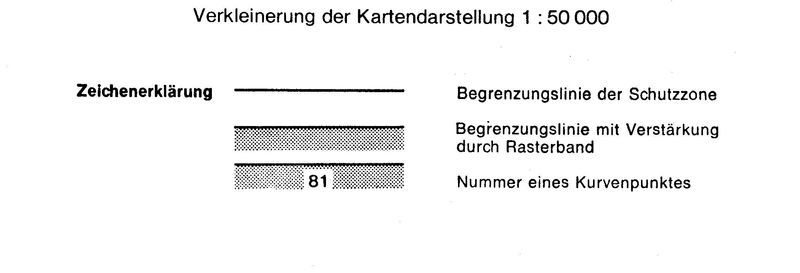 Verkleinerung der Kartendarstellung 1 : 50 000
Zeichenerklärung
Begrenzungslinie der Schutzzone
Begrenzungslinie mit Verstärkung
durch Rasterband
81
Nummer eines Kurvenpunktes